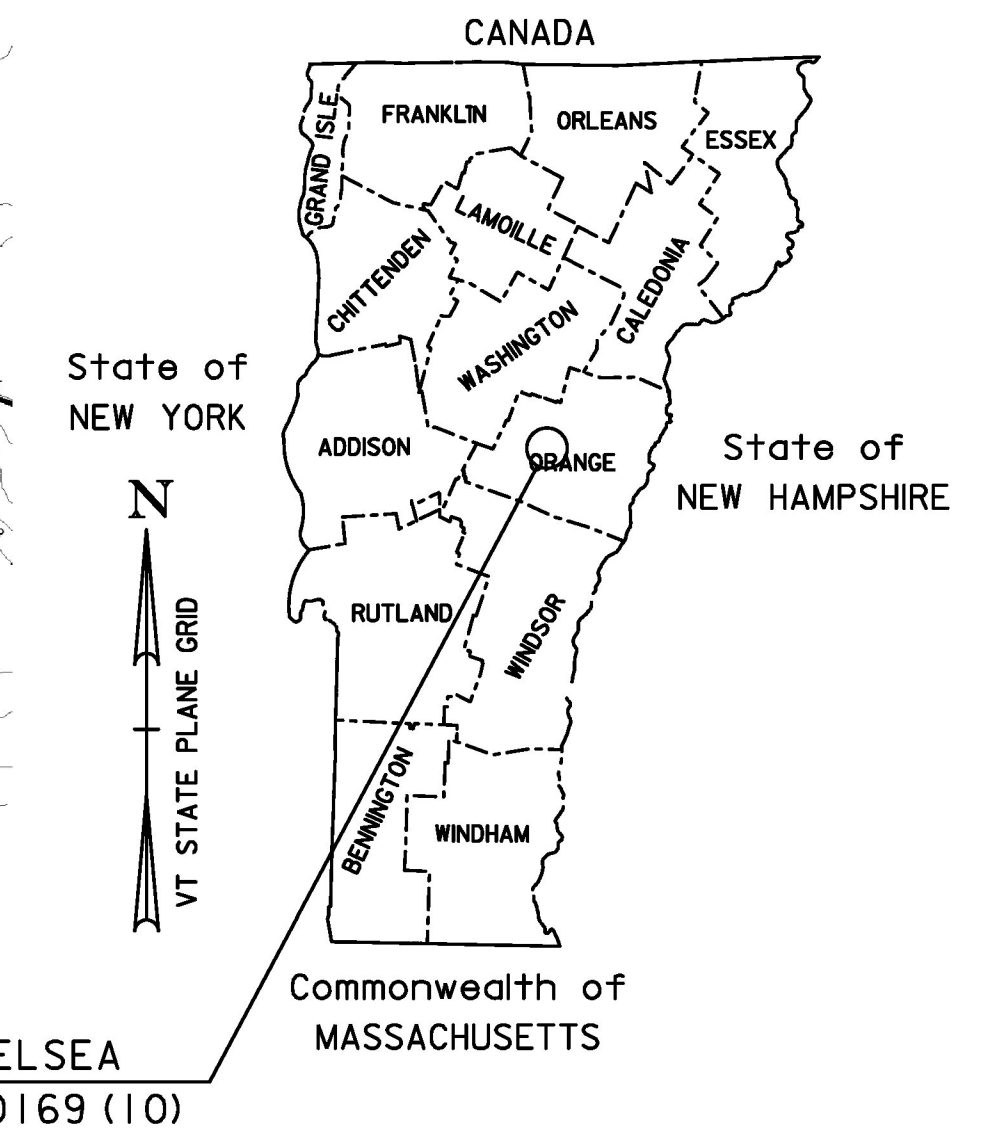 CANADA
FRANKLIN
ORLEANS
ESSEX
GRAND ISLE
LAMOILLE
CHITTENDEN
CALEDONIA
WASHINGTON
State of
NEW YORK
ADDISON
ORANGE
State of
NEW HAMPSHIRE
N
VT STATE PLANE GRID
RUTLAND
WINDSOR
BENNINGTON
WINDHAM
Commonwealth of
MASSACHUSETTS
ELSEA
0169 (10)